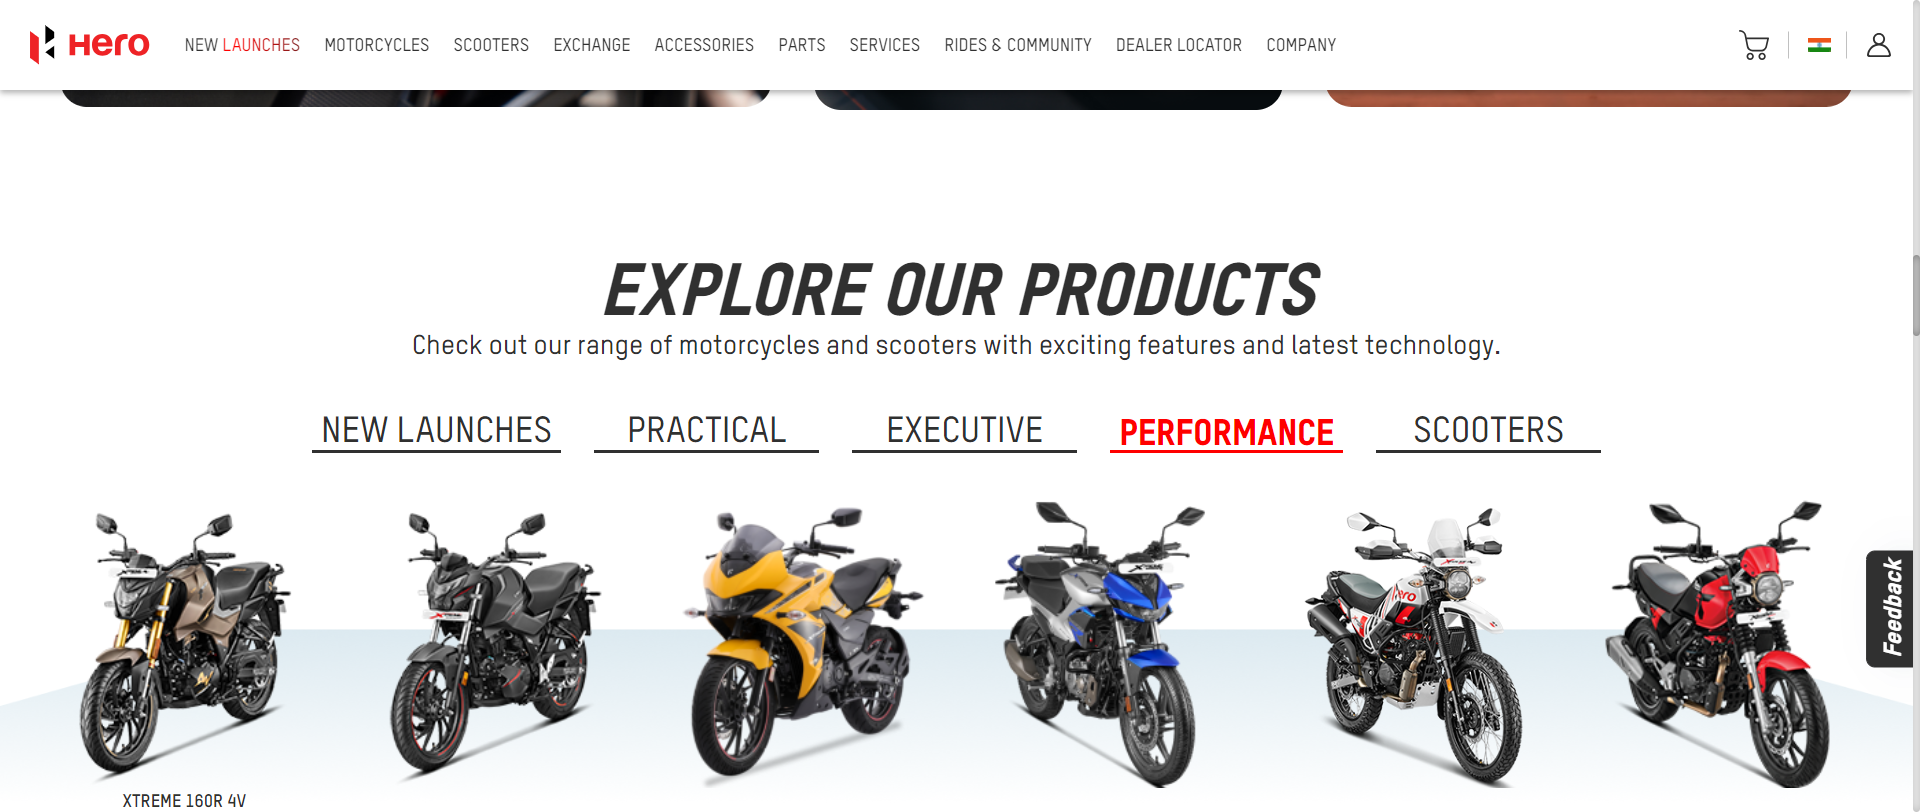 Hero
NEW LAUNCHES MOTORCYCLES SCOOTERS EXCHANGE ACCESSORIES PARTS SERVICES RIDES & COMMUNITY DEALER LOCATOR COMPANY
EXPLORE OUR PRODUCTS
Check out our range of motorcycles and scooters with exciting features and latest technology.
NEW LAUNCHES PRACTICAL EXECUTIVE PERFORMANCE SCOOTERS
Hero
Feedback
XTREME 160R 4V